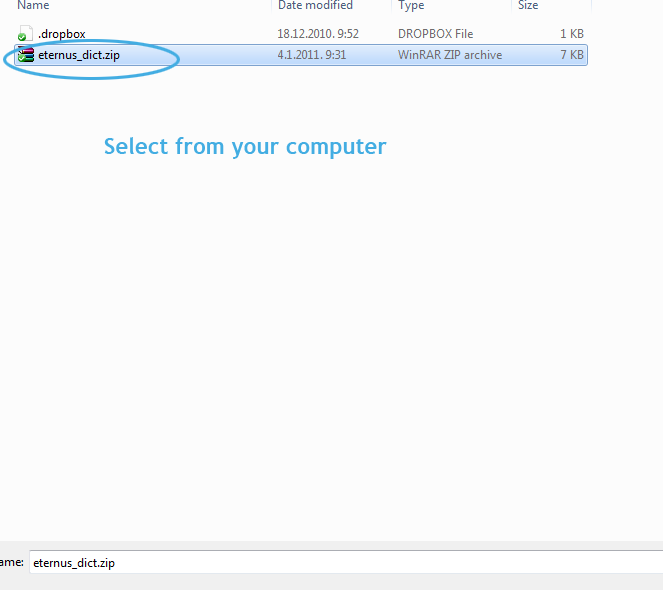 Name Date modified Type Size
.dropbox 18.12.2010. 9:52 DROPBOX File 1 KB
eternus_dict.zip 4.1.2011. 9:31 WinRAR ZIP archive 7 KB
Select from your computer
ame: eternus_dict.zip